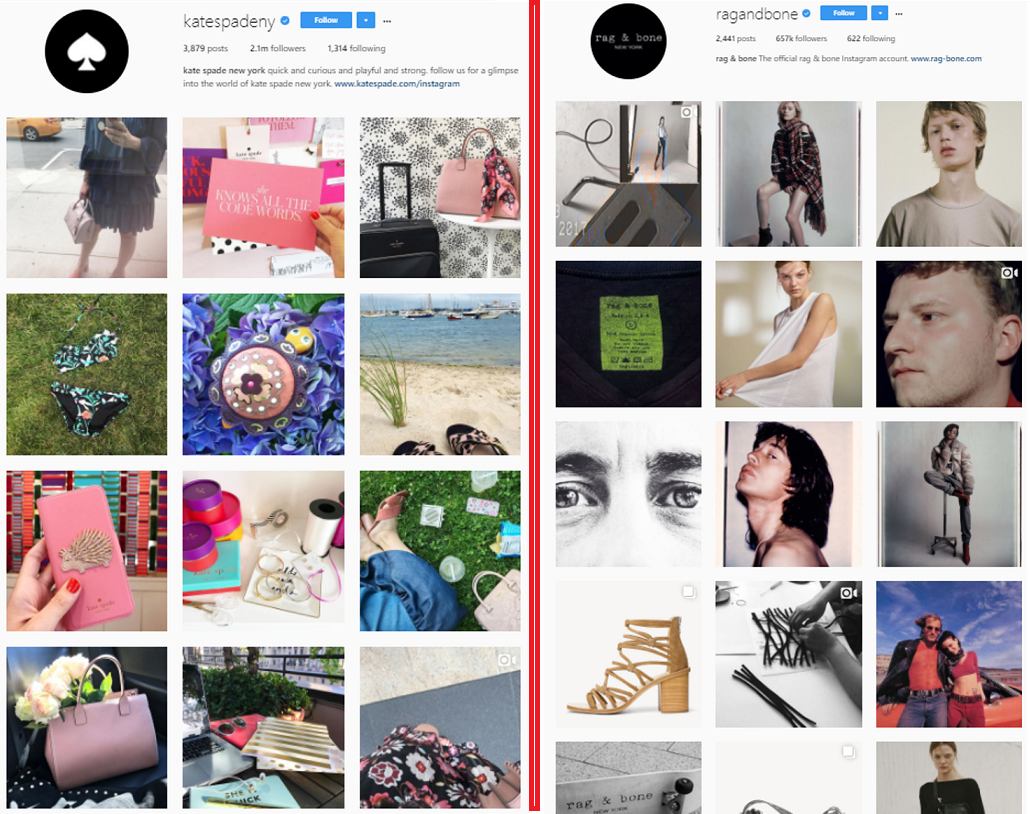 katespadeny Follow ...
3,879 posts 2.1m followers 1,314 following
kate spade new york quick and curious and playful and strong. follow us for a glimpse
into the world of kate spade new york. www.katespade.com/instagram
THEM.
kate spade
she
KNOWS ALL THE
CODE WORDS.
kate spade
SHE
QUICK
ragandbone Follow ...
2,441 posts 657k followers 622 following
rag & bone The official rag & bone Instagram account. www.rag-bone.com
rag & bone
NEW YORK
2017
rag & bone
rag & bone
NEW YORK